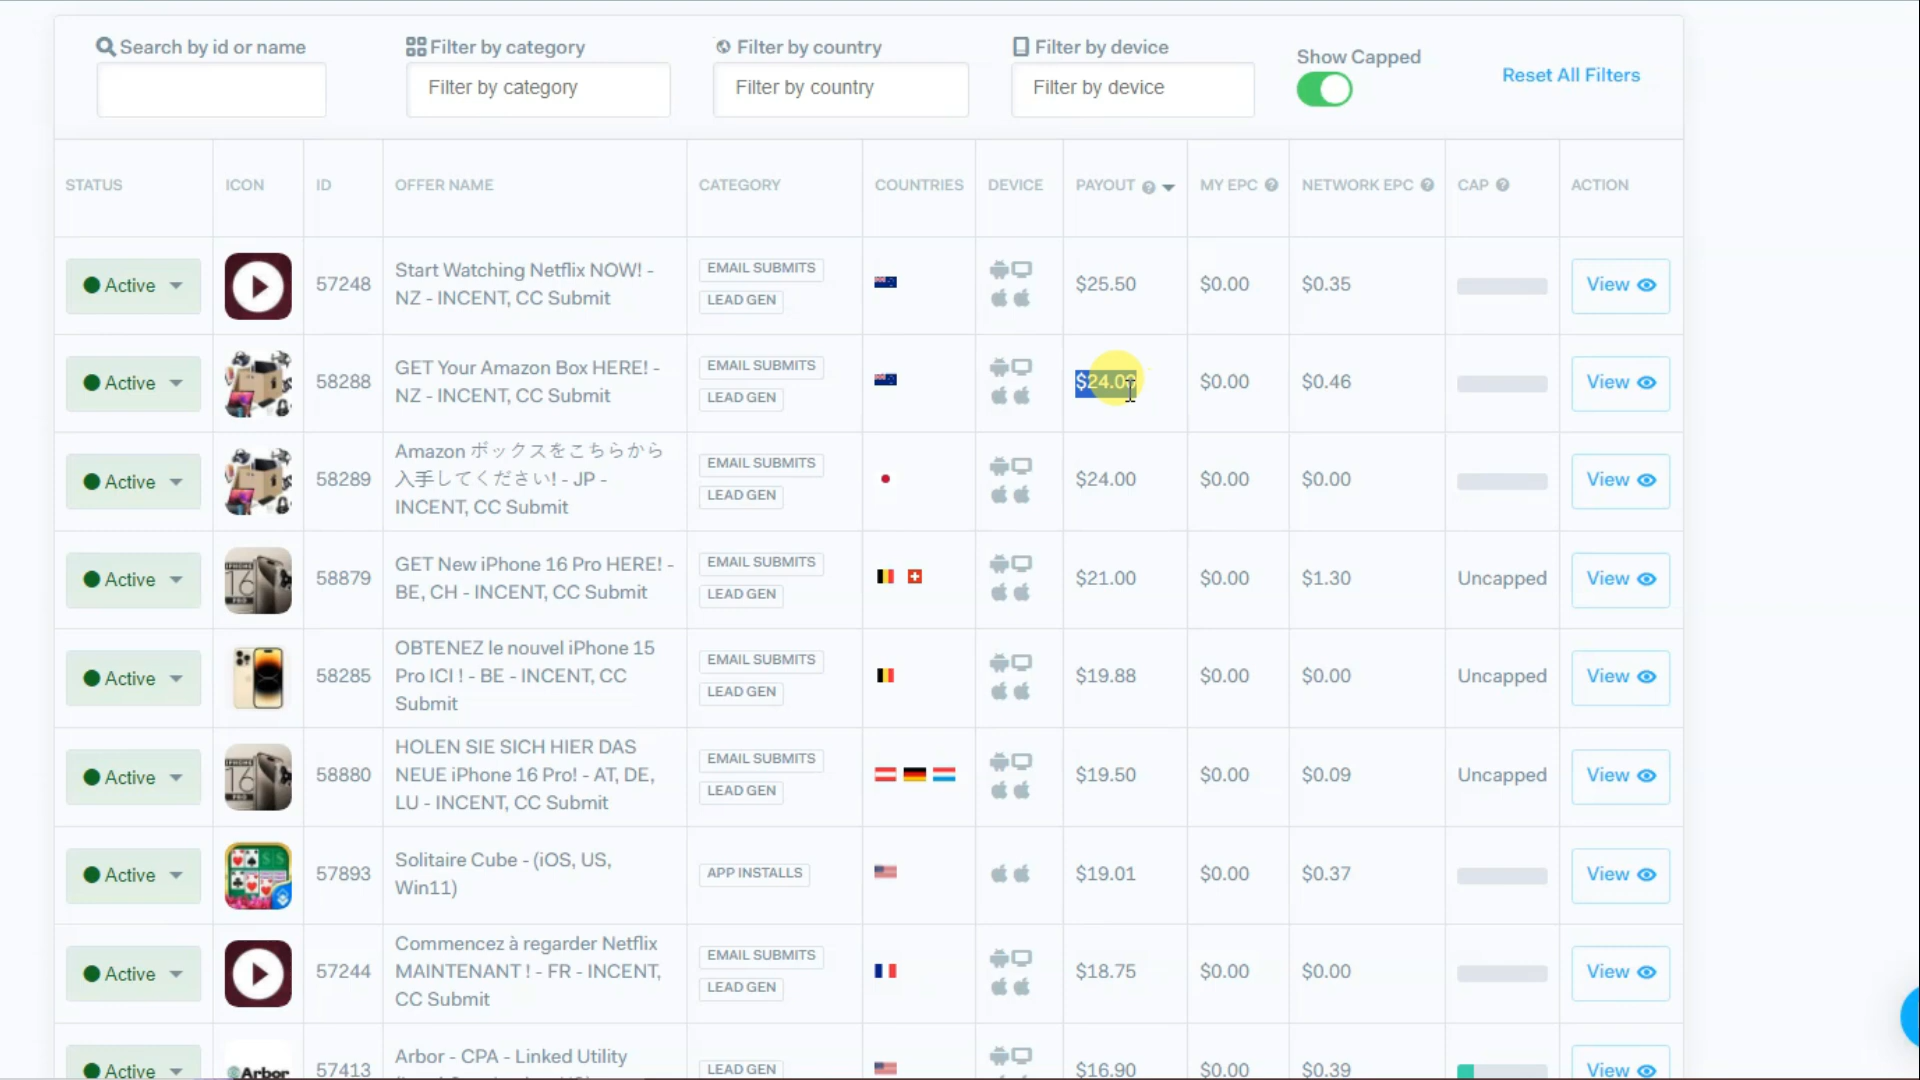 Search by id or name
Filter by category
Filter by country
Filter by device
Show Capped
Reset All Filters
Filter by category
Filter by country
Filter by device
STATUS ICON ID OFFER NAME CATEGORY COUNTRIES DEVICE PAYOUT MY EPC NETWORK EPC CAP ACTION
Active 57248 Start Watching Netflix NOW! -
NZ - INCENT, CC Submit
EMAIL SUBMITS
LEAD GEN
$25.50 $0.00 $0.35 View
Active 58288 GET Your Amazon Box HERE! -
NZ - INCENT, CC Submit
EMAIL SUBMITS
LEAD GEN
$24.00 $0.00 $0.46 View
Active 58289 Amazon ボックスをこちらから
入手してください! - JP -
INCENT, CC Submit
EMAIL SUBMITS
LEAD GEN
$24.00 $0.00 $0.00 View
IPHONE
16
PRO
Active 58879 GET New iPhone 16 Pro HERE! -
BE, CH - INCENT, CC Submit
EMAIL SUBMITS
LEAD GEN
$21.00 $0.00 $1.30 Uncapped View
Active 58285 OBTENEZ le nouvel iPhone 15
Pro ICI ! - BE - INCENT, CC
Submit
EMAIL SUBMITS
LEAD GEN
$19.88 $0.00 $0.00 Uncapped View
IPHONE
16
PRO
Active 58880 HOLEN SIE SICH HIER DAS
NEUE iPhone 16 Pro! - AT, DE,
LU - INCENT, CC Submit
EMAIL SUBMITS
LEAD GEN
$19.50 $0.00 $0.09 Uncapped View
Active 57893 Solitaire Cube - (iOS, US,
Win11)
APP INSTALLS
$19.01 $0.00 $0.37 View
Active 57244 Commencez à regarder Netflix
MAINTENANT ! - FR - INCENT,
CC Submit
EMAIL SUBMITS
LEAD GEN
$18.75 $0.00 $0.00 View
Active Arbor 57413 Arbor - CPA - Linked Utility
LEAD GEN
$16.90 $0.00 $0.39 View